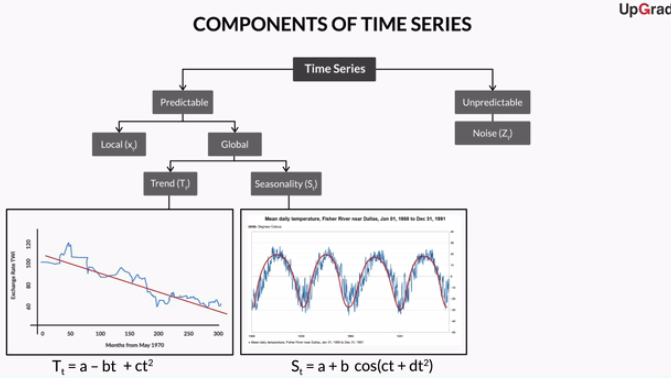 UpGrad
COMPONENTS OF TIME SERIES
Time Series
Predictable
Unpredictable
Local (xₜ)
Global
Noise (Zₜ)
Trend (Tₜ)
Seasonality (Sₜ)
Exchange Rate TWI
120
100
80
60
0 50 100 150 200 250 300
Months from May 1970
Mean daily temperature, Fisher River near Dallas, Jan 01, 1988 to Dec 31, 1991
Tₜ = a – bt + ct²
Sₜ = a + b cos(ct + dt²)